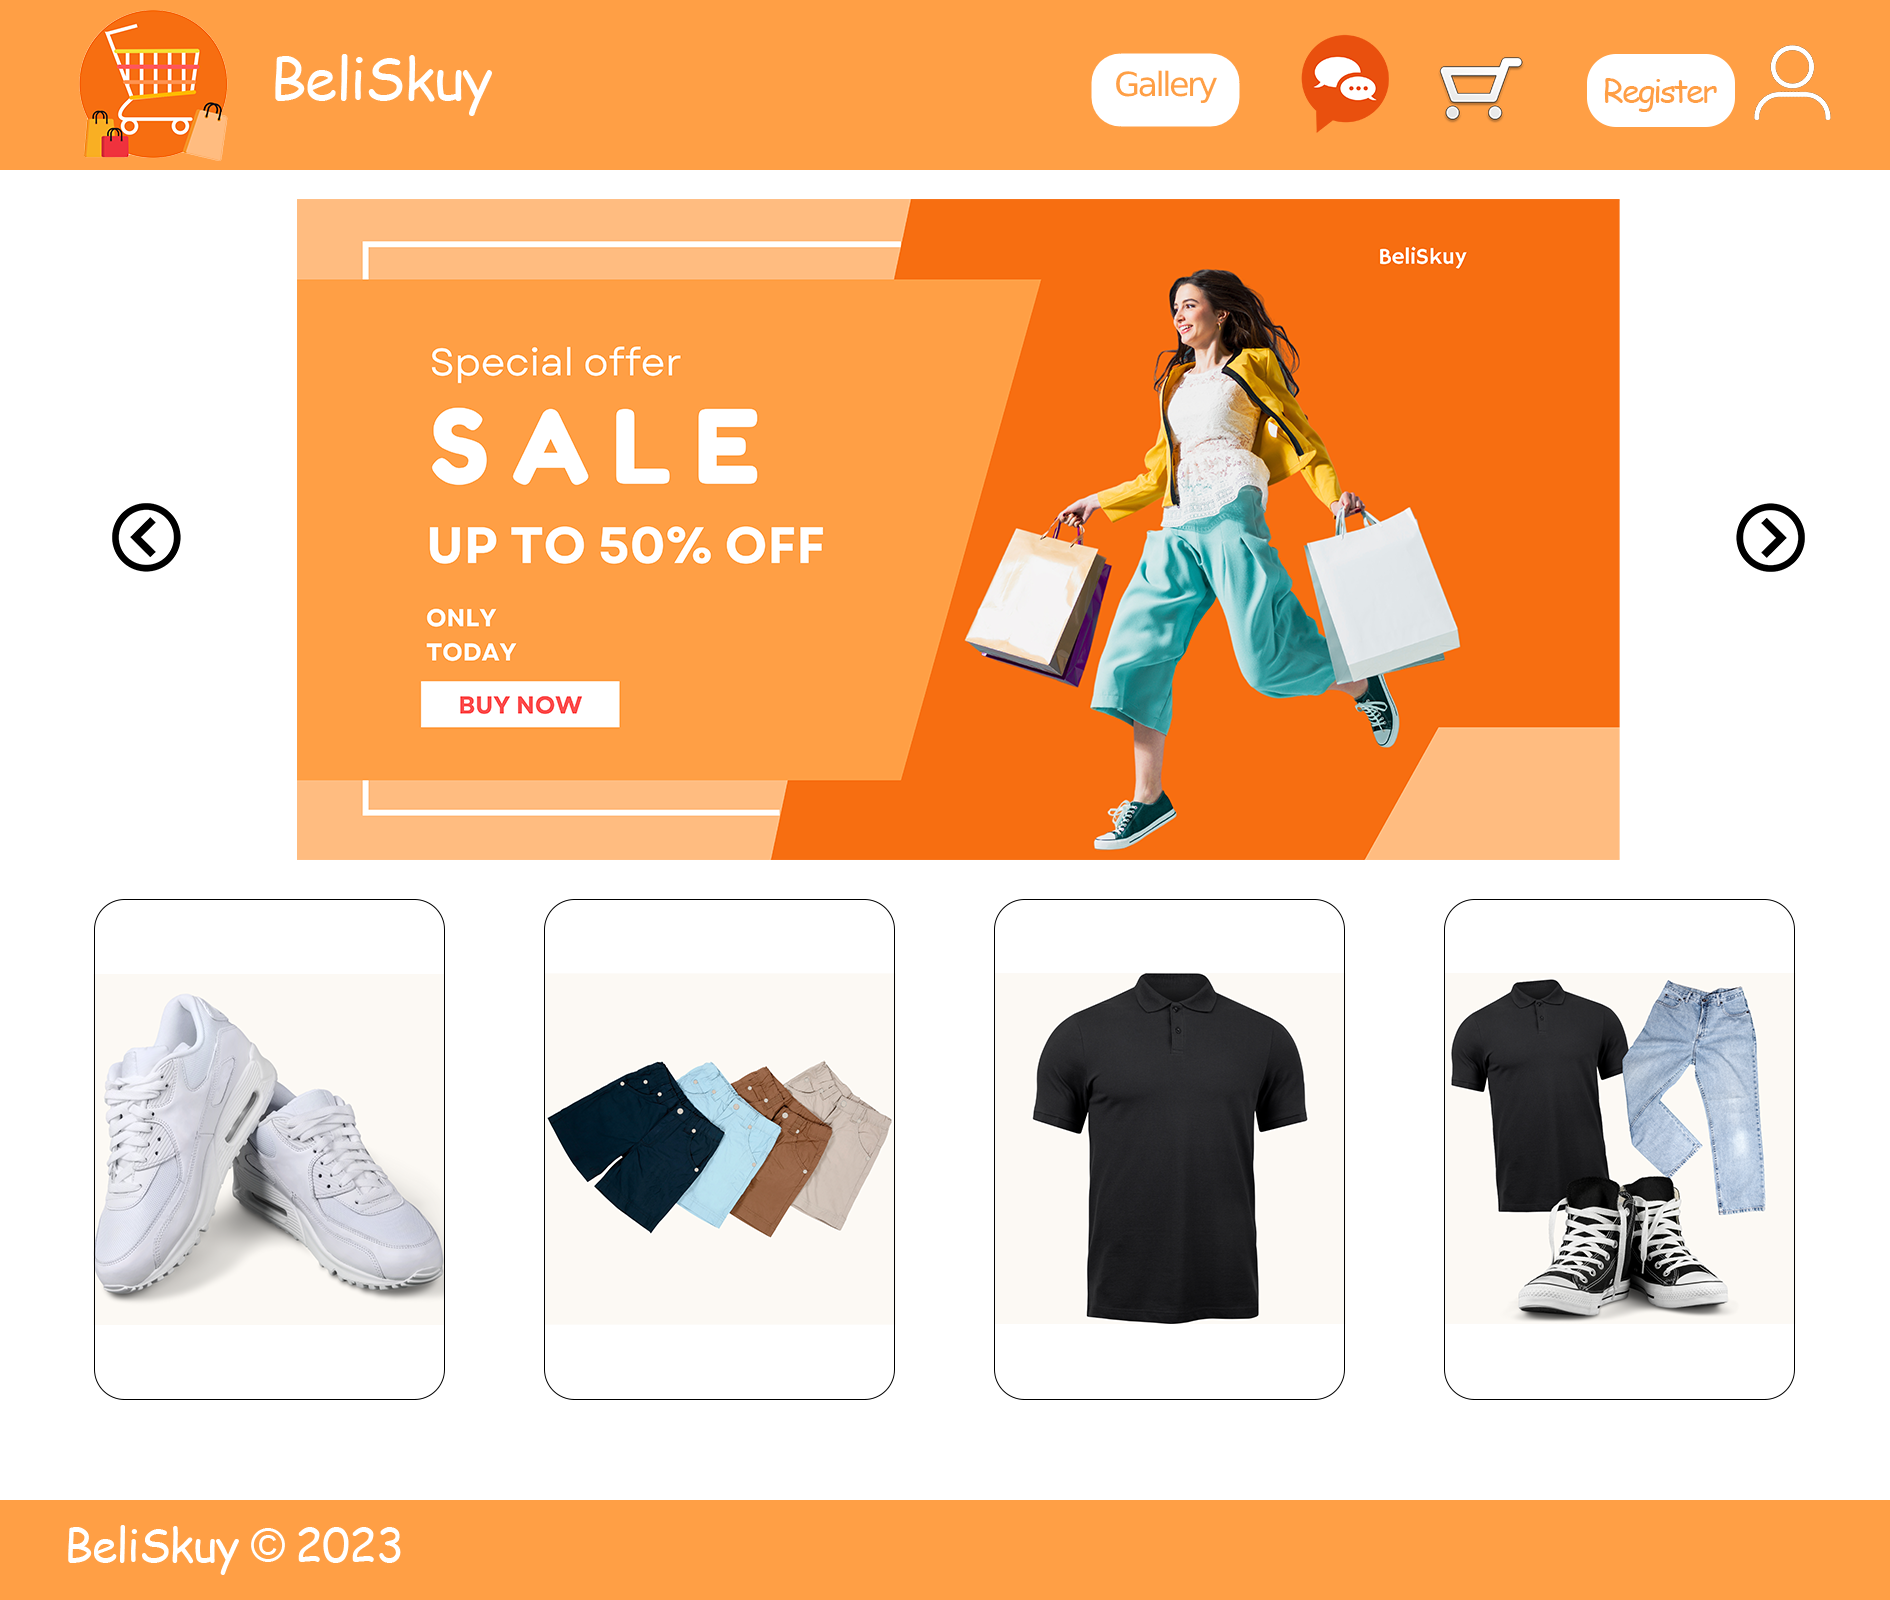 BeliSkuy
Gallery
Register
BeliSkuy
Special offer
SALE
UP TO 50% OFF
ONLY
TODAY
BUY NOW
BeliSkuy © 2023